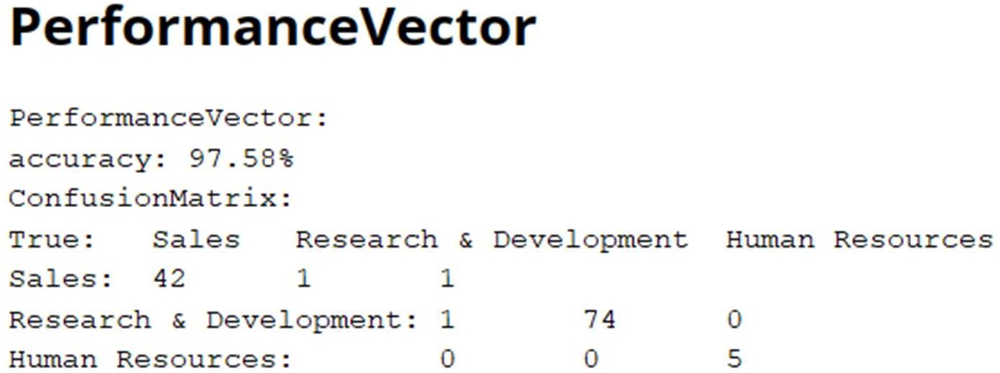 PerformanceVector
PerformanceVector:
accuracy: 97.58%
ConfusionMatrix:
True: Sales Research & Development Human Resources
Sales: 42 1 1
Research & Development: 1 74 0
Human Resources: 0 0 5